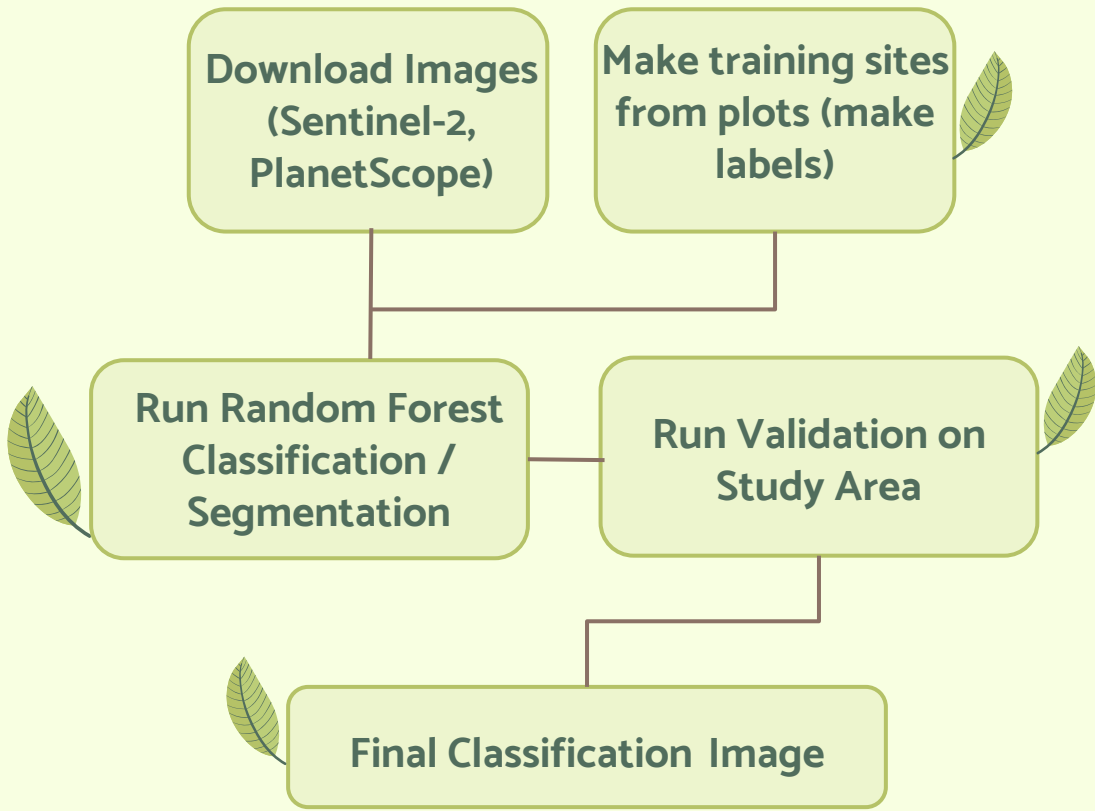 Download Images
(Sentinel-2,
PlanetScope)
Make training sites
from plots (make
labels)
Run Random Forest
Classification /
Segmentation
Run Validation on
Study Area
Final Classification Image